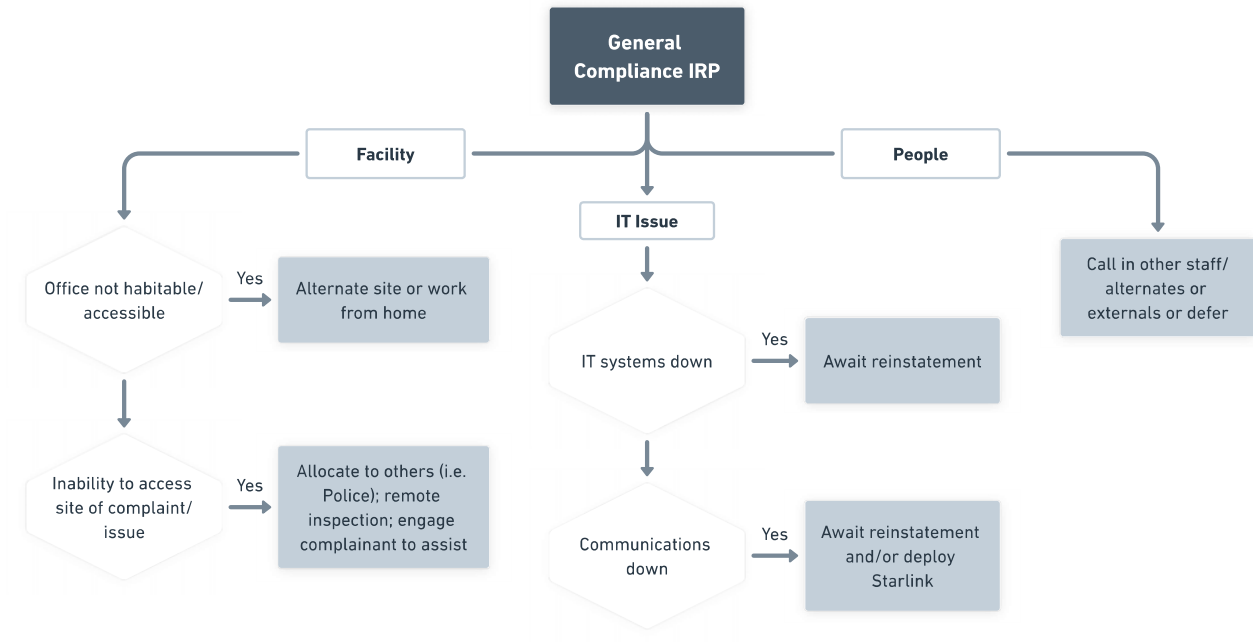 General
Compliance IRP
Facility
People
IT Issue
Office not habitable/
accessible
Yes
Alternate site or work
from home
Inability to access
site of complaint/
issue
Yes
Allocate to others (i.e.
Police); remote
inspection; engage
complainant to assist
IT systems down
Yes
Await reinstatement
Communications
down
Yes
Await reinstatement
and/or deploy
Starlink
Call in other staff/
alternates or
externals or defer